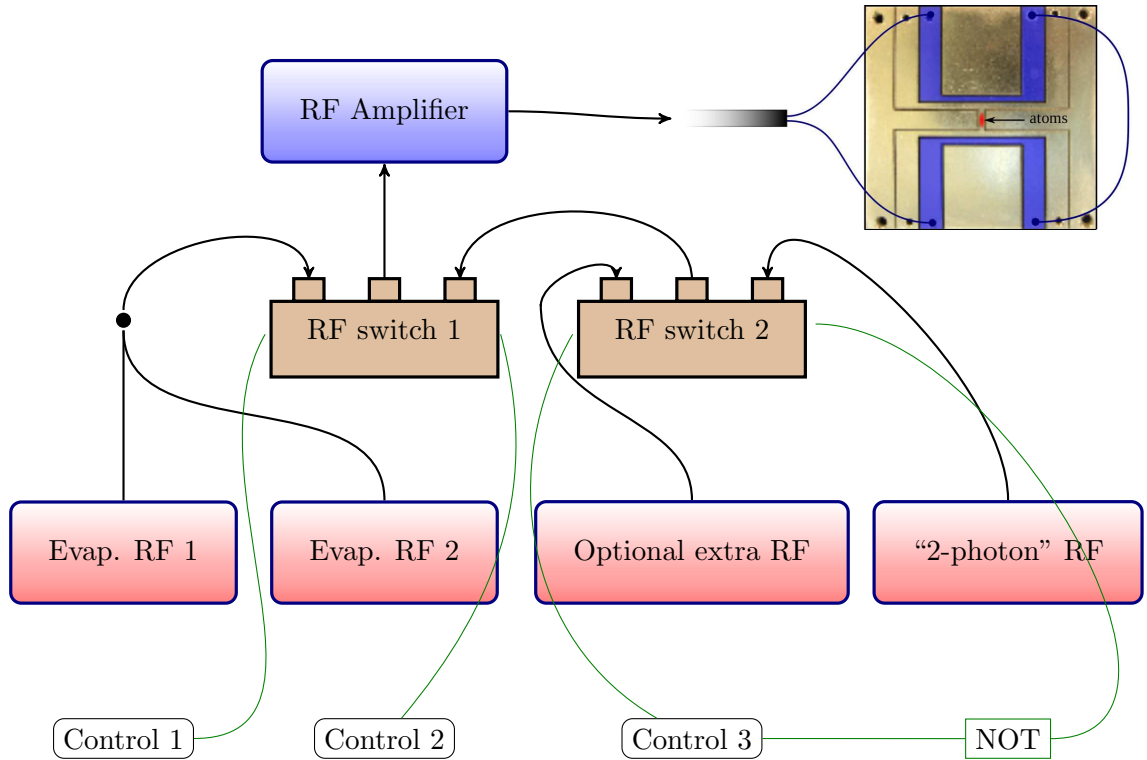 RF Amplifier
atoms
RF switch 1
RF switch 2
Evap. RF 1
Evap. RF 2
Optional extra RF
“2-photon” RF
Control 1
Control 2
Control 3
NOT